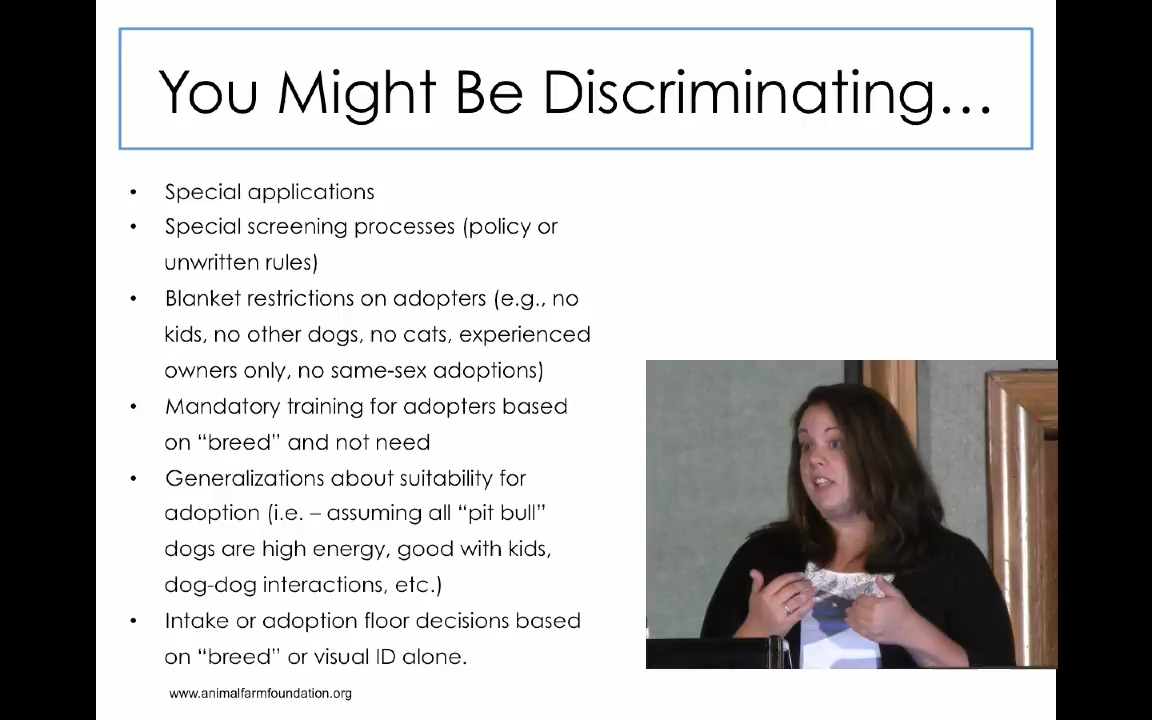 You Might Be Discriminating…
• Special applications
• Special screening processes (policy or
unwritten rules)
• Blanket restrictions on adopters (e.g., no
kids, no other dogs, no cats, experienced
owners only, no same-sex adoptions)
• Mandatory training for adopters based
on “breed” and not need
• Generalizations about suitability for
adoption (i.e. – assuming all “pit bull”
dogs are high energy, good with kids,
dog-dog interactions, etc.)
• Intake or adoption floor decisions based
on “breed” or visual ID alone.
www.animalfarmfoundation.org